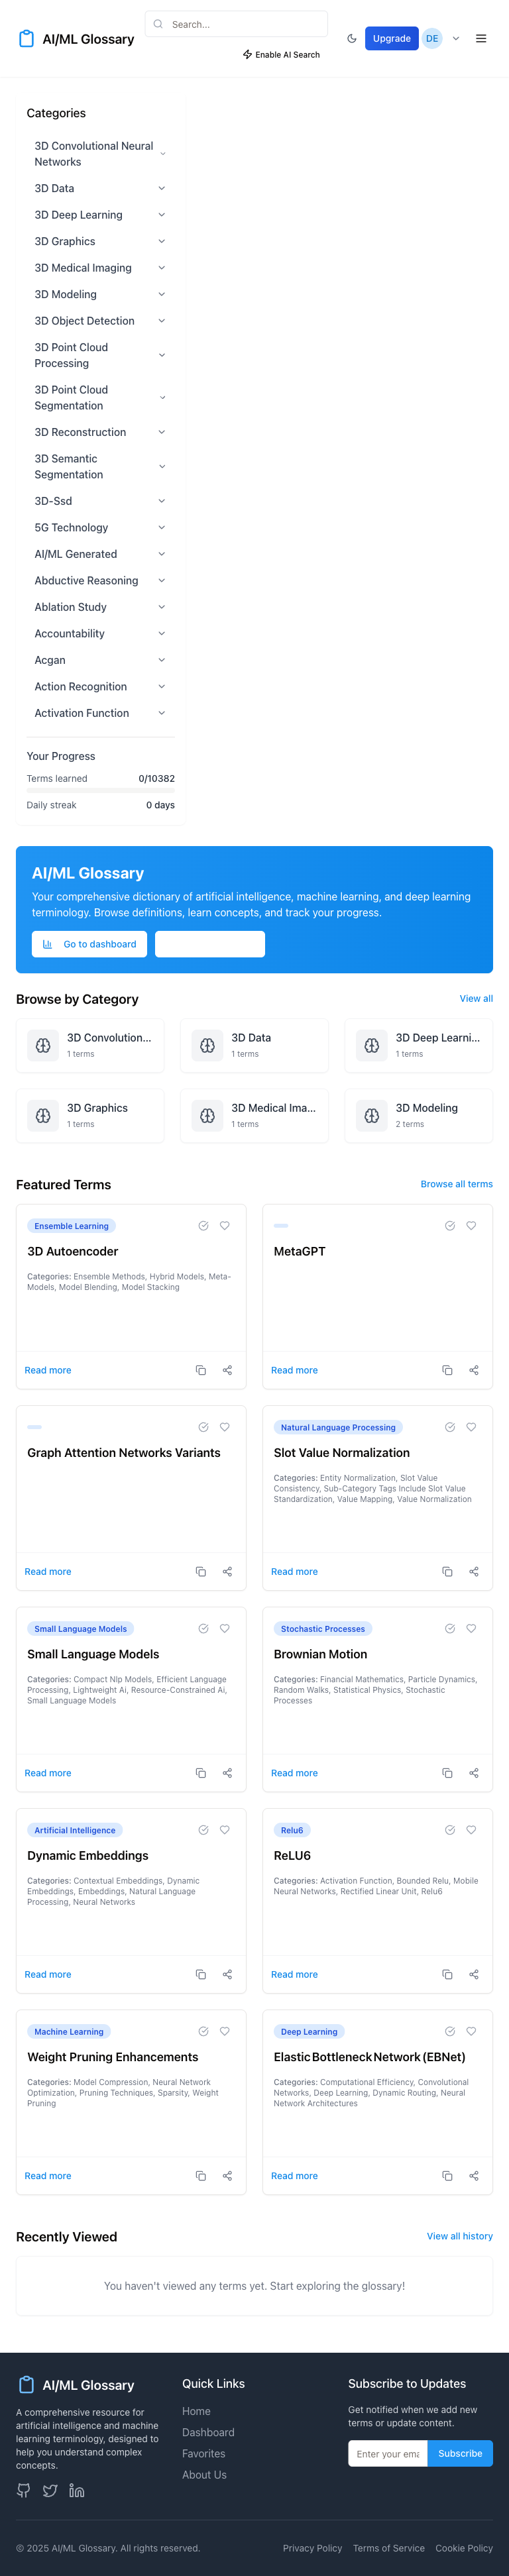 AI/ML Glossary
Search...
Enable AI Search
Upgrade
DE
Categories
3D Convolutional Neural
Networks
3D Data
3D Deep Learning
3D Graphics
3D Medical Imaging
3D Modeling
3D Object Detection
3D Point Cloud
Processing
3D Point Cloud
Segmentation
3D Reconstruction
3D Semantic
Segmentation
3D-Ssd
5G Technology
AI/ML Generated
Abductive Reasoning
Ablation Study
Accountability
Acgan
Action Recognition
Activation Function
Your Progress
Terms learned 0/10382
Daily streak 0 days
AI/ML Glossary
Your comprehensive dictionary of artificial intelligence, machine learning, and deep learning
terminology. Browse definitions, learn concepts, and track your progress.
Go to dashboard
Browse by Category View all
3D Convolution...
1 terms
3D Data
1 terms
3D Deep Learni...
1 terms
3D Graphics
1 terms
3D Medical Ima...
1 terms
3D Modeling
2 terms
Featured Terms Browse all terms
Ensemble Learning
3D Autoencoder
Categories: Ensemble Methods, Hybrid Models, Meta-
Models, Model Blending, Model Stacking
Read more
MetaGPT
Read more
Graph Attention Networks Variants
Read more
Natural Language Processing
Slot Value Normalization
Categories: Entity Normalization, Slot Value
Consistency, Sub-Category Tags Include Slot Value
Standardization, Value Mapping, Value Normalization
Read more
Small Language Models
Small Language Models
Categories: Compact Nlp Models, Efficient Language
Processing, Lightweight Ai, Resource-Constrained Ai,
Small Language Models
Read more
Stochastic Processes
Brownian Motion
Categories: Financial Mathematics, Particle Dynamics,
Random Walks, Statistical Physics, Stochastic
Processes
Read more
Artificial Intelligence
Dynamic Embeddings
Categories: Contextual Embeddings, Dynamic
Embeddings, Embeddings, Natural Language
Processing, Neural Networks
Read more
Relu6
ReLU6
Categories: Activation Function, Bounded Relu, Mobile
Neural Networks, Rectified Linear Unit, Relu6
Read more
Machine Learning
Weight Pruning Enhancements
Categories: Model Compression, Neural Network
Optimization, Pruning Techniques, Sparsity, Weight
Pruning
Read more
Deep Learning
Elastic Bottleneck Network (EBNet)
Categories: Computational Efficiency, Convolutional
Networks, Deep Learning, Dynamic Routing, Neural
Network Architectures
Read more
Recently Viewed View all history
You haven't viewed any terms yet. Start exploring the glossary!
AI/ML Glossary
A comprehensive resource for
artificial intelligence and machine
learning terminology, designed to
help you understand complex
concepts.
Quick Links
Home
Dashboard
Favorites
About Us
Subscribe to Updates
Get notified when we add new
terms or update content.
Enter your ema
Subscribe
© 2025 AI/ML Glossary. All rights reserved.
Privacy Policy Terms of Service Cookie Policy